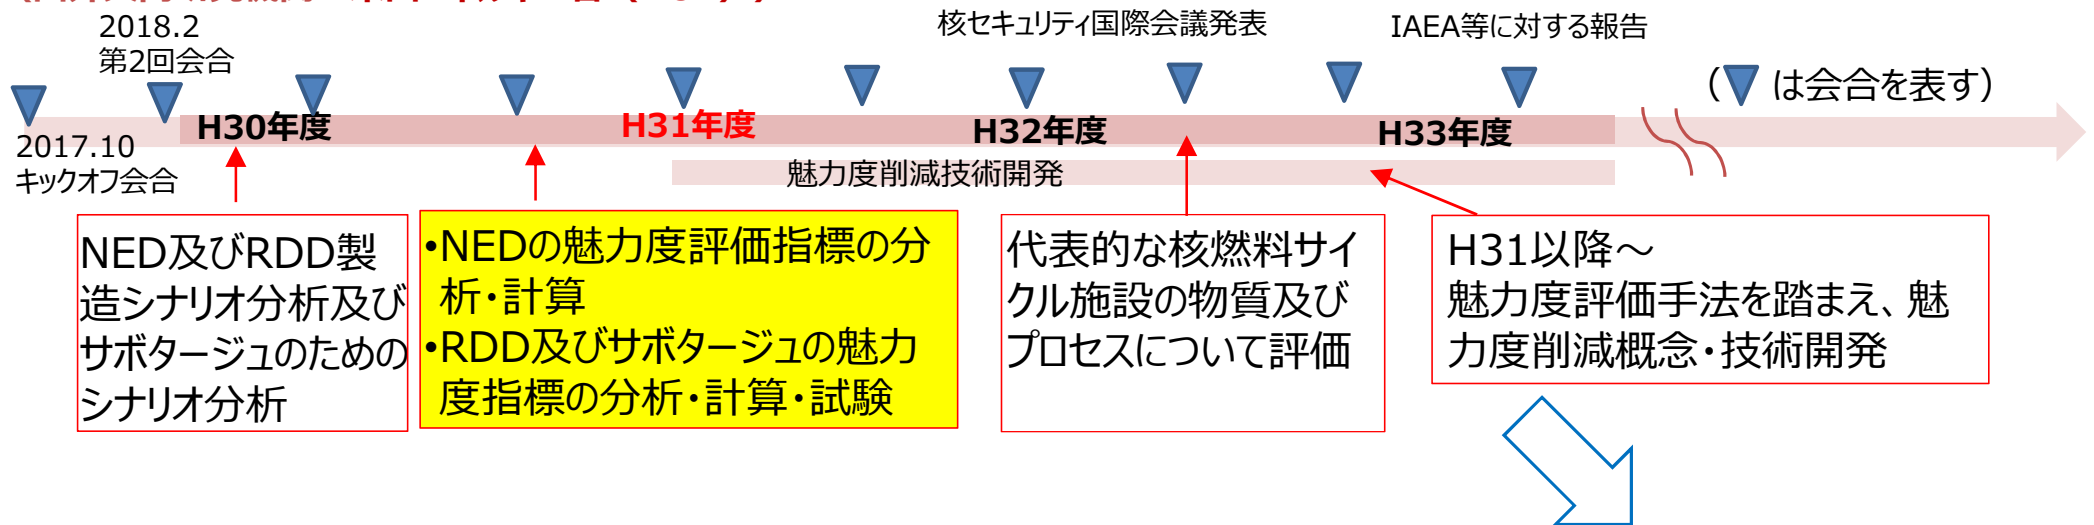 2018.2
第2回会合
核セキュリティ国際会議発表
IAEA等に対する報告
(▼ は会合を表す)
H30年度
H31年度
H32年度
H33年度
2017.10
キックオフ会合
魅力度削減技術開発
NED及びRDD製
造シナリオ分析及び
サボタージュのための
シナリオ分析
•NEDの魅力度評価指標の分
析・計算
•RDD及びサボタージュの魅力
度指標の分析・計算・試験
代表的な核燃料サイ
クル施設の物質及び
プロセスについて評価
H31以降～
魅力度評価手法を踏まえ、魅
力度削減概念・技術開発